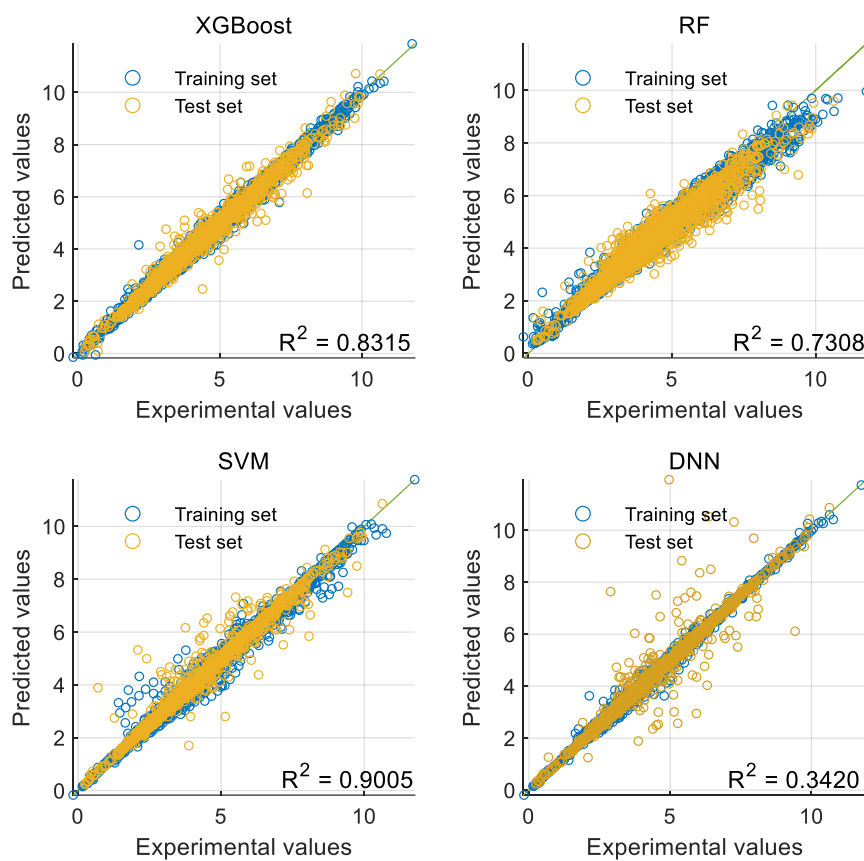 XGBoost
Training set
Test set
10
8
6
4
2
0
0
5
10
Predicted values
Experimental values
R² = 0.8315
RF
Training set
Test set
10
8
6
4
2
0
0
5
10
Predicted values
Experimental values
R² = 0.7308
SVM
Training set
Test set
10
8
6
4
2
0
0
5
10
Predicted values
Experimental values
R² = 0.9005
DNN
Training set
Test set
10
8
6
4
2
0
0
5
10
Predicted values
Experimental values
R² = 0.3420